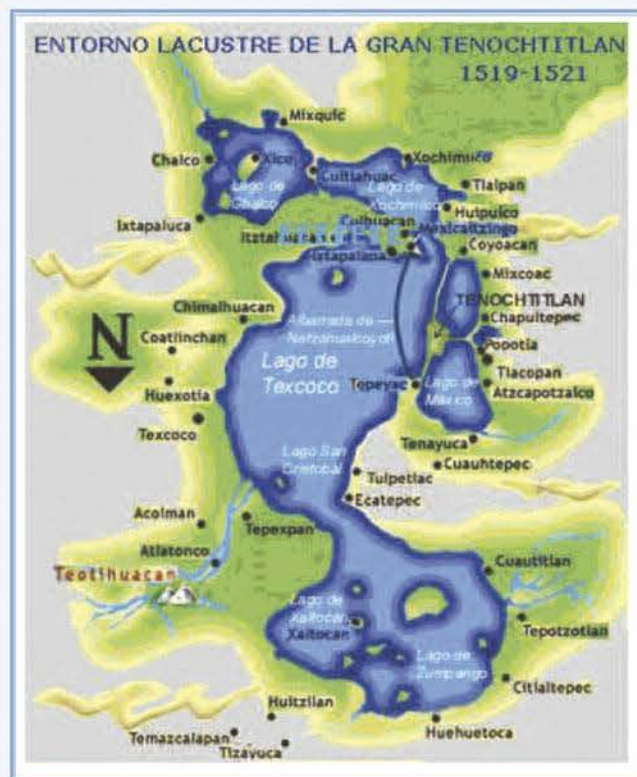 ENTORNO LACUSTRE DE LA GRAN TENOCHTITLAN
1519-1521
Mixquic
Chalco
Xico
Xochimilco
Cuitlahuac
Lago de
Chalco
Lago de
Xochimilco
Tlalpan
Ixtapaluca
Culhuacan
Huipulco
Mexicaltzingo
Coyoacan
Ixtapalapa
Mixcoac
Chimalhuacan
TENOCHTITLAN
Chapultepec
N
Albarrada de
Netzahualcoyotl
Coatlinchan
Popotla
Lago de
Texcoco
Tlacopan
Tepeyac
Lago de
México
Atzcapotzalco
Huexotla
Texcoco
Tenayuca
Lago San
Cristobal
Cuauhtepec
Tulpetlac
Ecatepec
Acolman
Tepexpan
Atlatonco
Cuautitlan
Teotihuacan
Lago de
Xaltocan
Xaltocan
Tepotzotlan
Lago de
Zumpango
Citlaltepec
Huitzilan
Huehuetoca
Temazcalapan
Tizayuca